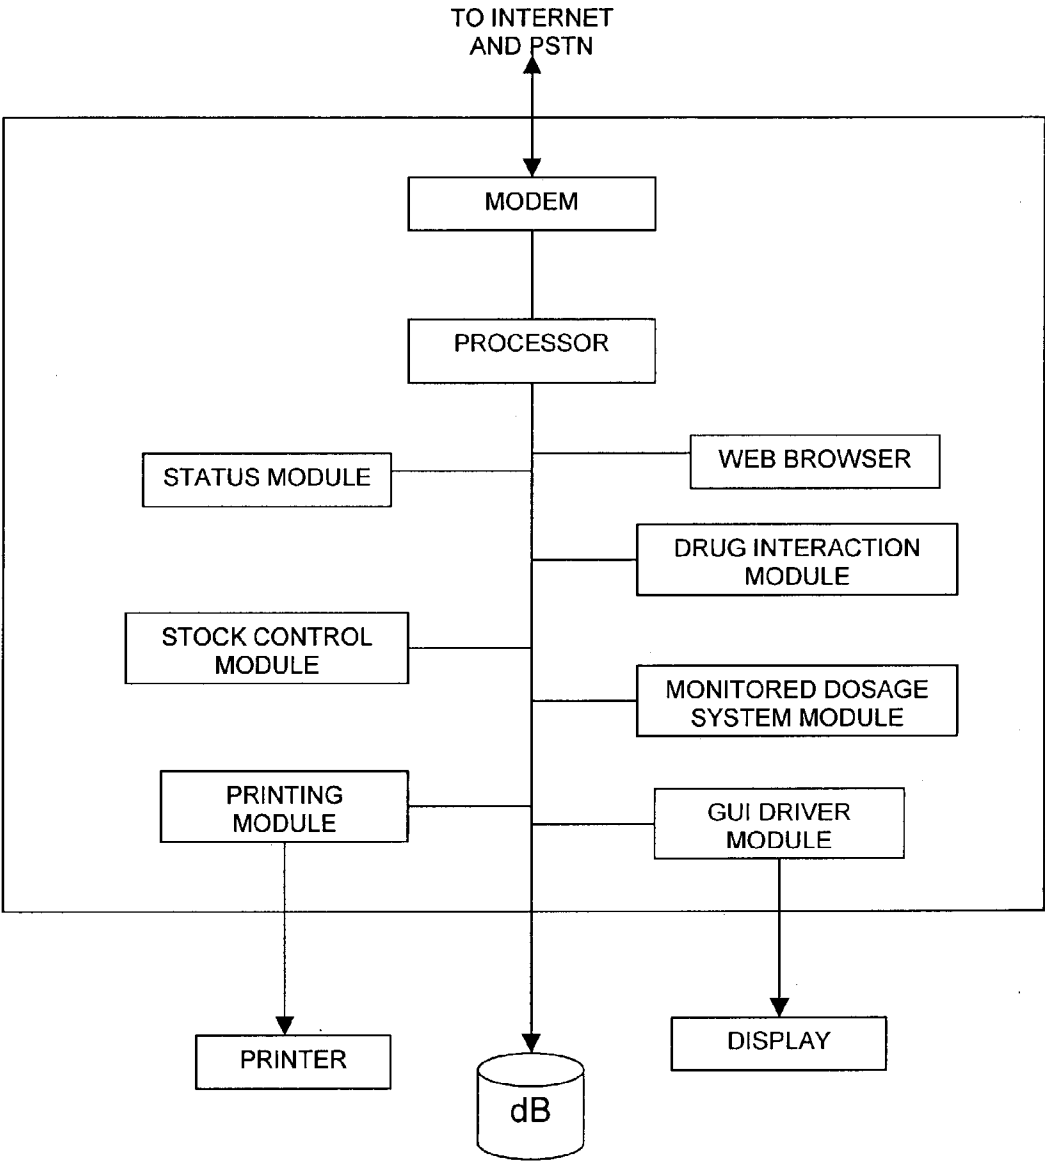 TO INTERNET
AND PSTN
MODEM
PROCESSOR
WEB BROWSER
STATUS MODULE
DRUG INTERACTION
MODULE
STOCK CONTROL
MODULE
MONITORED DOSAGE
SYSTEM MODULE
PRINTING
MODULE
GUI DRIVER
MODULE
PRINTER
DISPLAY
dB